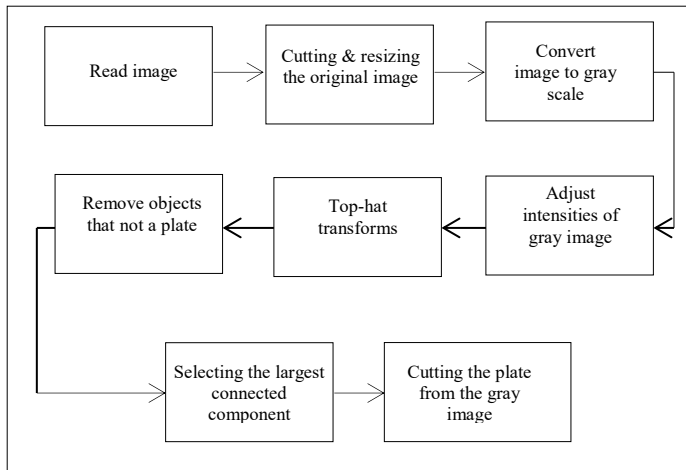 Read image
Cutting & resizing
the original image
Convert
image to gray
scale
Adjust
intensities of
gray image
Top-hat
transforms
Remove objects
that not a plate
Selecting the largest
connected
component
Cutting the plate
from the gray
image